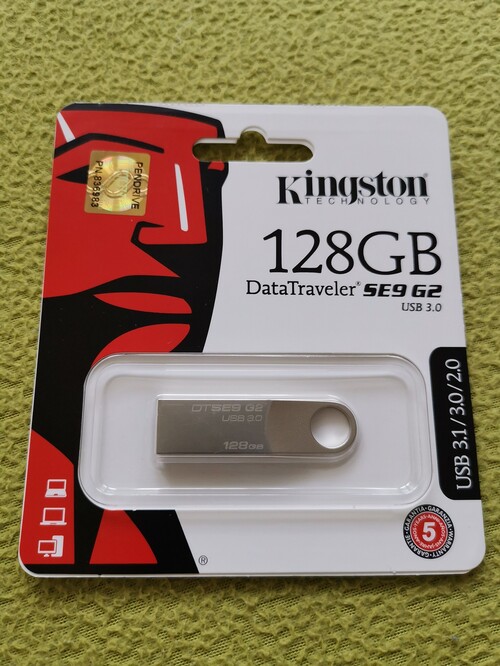 PENDRIVE
Kingston
TECHNOLOGY
128GB
DataTraveler® SE9 G2
USB 3.0
DTSE9 G2
USB 3.0
128GB
USB 3.1/3.0/2.0
5
®